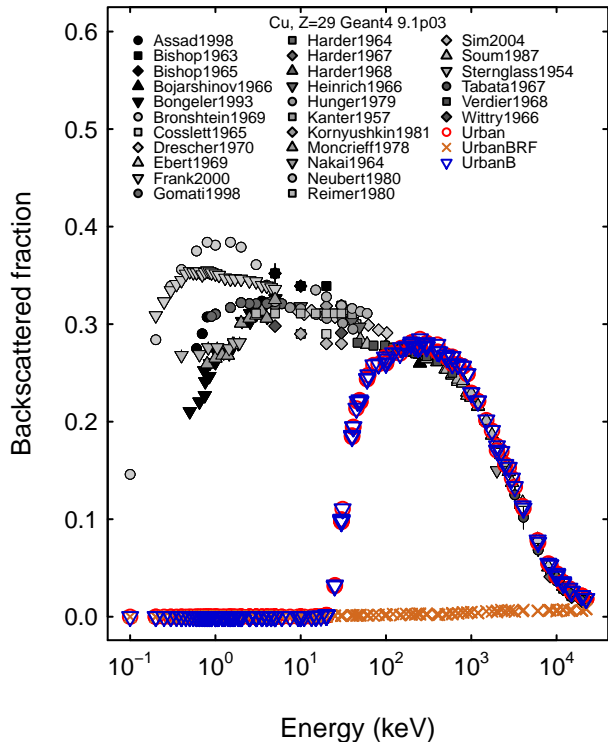 Cu, Z=29 Geant4 9.1p03
Assad1998
Bishop1963
Bishop1965
Bojarshinov1966
Bongeler1993
Bronshtein1969
Cosslett1965
Drescher1970
Ebert1969
Frank2000
Gomati1998
Harder1964
Harder1967
Harder1968
Heinrich1966
Hunger1979
Kanter1957
Kornyushkin1981
Moncrieff1978
Nakai1964
Neubert1980
Reimer1980
Sim2004
Soum1987
Sternglass1954
Tabata1967
Verdier1968
Wittry1966
Urban
UrbanBRF
UrbanB
Backscattered fraction
0.6
0.5
0.4
0.3
0.2
0.1
0.0
10⁻¹ 10⁰ 10¹ 10² 10³ 10⁴
Energy (keV)